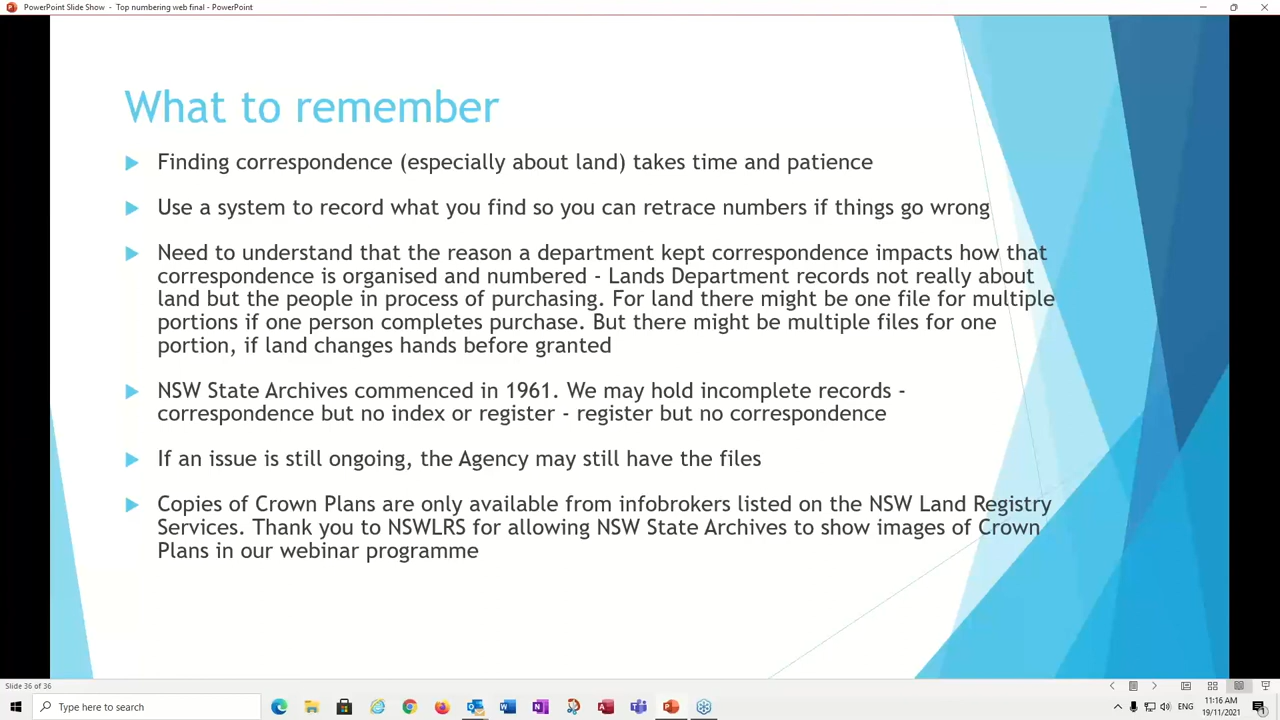 PowerPoint Slide Show - Top numbering web final - PowerPoint
What to remember
Finding correspondence (especially about land) takes time and patience
Use a system to record what you find so you can retrace numbers if things go wrong
Need to understand that the reason a department kept correspondence impacts how that
correspondence is organised and numbered - Lands Department records not really about
land but the people in process of purchasing. For land there might be one file for multiple
portions if one person completes purchase. But there might be multiple files for one
portion, if land changes hands before granted
NSW State Archives commenced in 1961. We may hold incomplete records -
correspondence but no index or register - register but no correspondence
If an issue is still ongoing, the Agency may still have the files
Copies of Crown Plans are only available from infobrokers listed on the NSW Land Registry
Services. Thank you to NSWLRS for allowing NSW State Archives to show images of Crown
Plans in our webinar programme
Slide 36 of 36
Type here to search
ENG
11:16 AM
19/11/2021